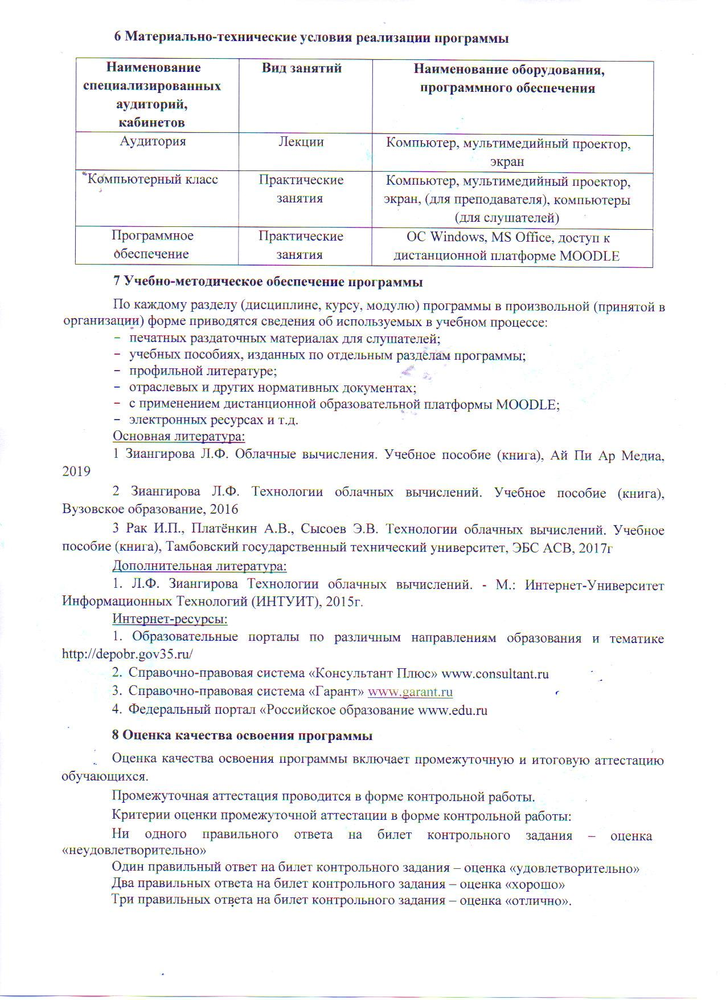 6 Материально-технические условия реализации программы
Наименование
специализированных
аудиторий,
кабинетов
Вид занятий
Наименование оборудования,
программного обеспечения
Аудитория
Лекции
Компьютер, мультимедийный проектор,
экран
Компьютерный класс
Практические
занятия
Компьютер, мультимедийный проектор,
экран, (для преподавателя), компьютеры
(для слушателей)
Программное
обеспечение
Практические
занятия
ОС Windows, MS Office, доступ к
дистанционной платформе MOODLE
7 Учебно-методическое обеспечение программы
По каждому разделу (дисциплине, курсу, модулю) программы в произвольной (принятой в
организации) форме приводятся сведения об используемых в учебном процессе:
− печатных раздаточных материалах для слушателей;
− учебных пособиях, изданных по отдельным разделам программы;
− профильной литературе;
− отраслевых и других нормативных документах;
− с применением дистанционной образовательной платформы MOODLE;
− электронных ресурсах и т.д.
Основная литература:
1 Зиангирова Л.Ф. Облачные вычисления. Учебное пособие (книга), Ай Пи Ар Медиа,
2019
2 Зиангирова Л.Ф. Технологии облачных вычислений. Учебное пособие (книга),
Вузовское образование, 2016
3 Рак И.П., Платёнкин А.В., Сысоев Э.В. Технологии облачных вычислений. Учебное
пособие (книга), Тамбовский государственный технический университет, ЭБС АСВ, 2017г
Дополнительная литература:
1. Л.Ф. Зиангирова Технологии облачных вычислений. - М.: Интернет-Университет
Информационных Технологий (ИНТУИТ), 2015г.
Интернет-ресурсы:
1. Образовательные порталы по различным направлениям образования и тематике
http://depobr.gov35.ru/
2. Справочно-правовая система «Консультант Плюс» www.consultant.ru
3. Справочно-правовая система «Гарант» www.garant.ru
4. Федеральный портал «Российское образование www.edu.ru
8 Оценка качества освоения программы
Оценка качества освоения программы включает промежуточную и итоговую аттестацию
обучающихся.
Промежуточная аттестация проводится в форме контрольной работы.
Критерии оценки промежуточной аттестации в форме контрольной работы:
Ни одного правильного ответа на билет контрольного задания – оценка
«неудовлетворительно»
Один правильный ответ на билет контрольного задания – оценка «удовлетворительно»
Два правильных ответа на билет контрольного задания – оценка «хорошо»
Три правильных ответа на билет контрольного задания – оценка «отлично».